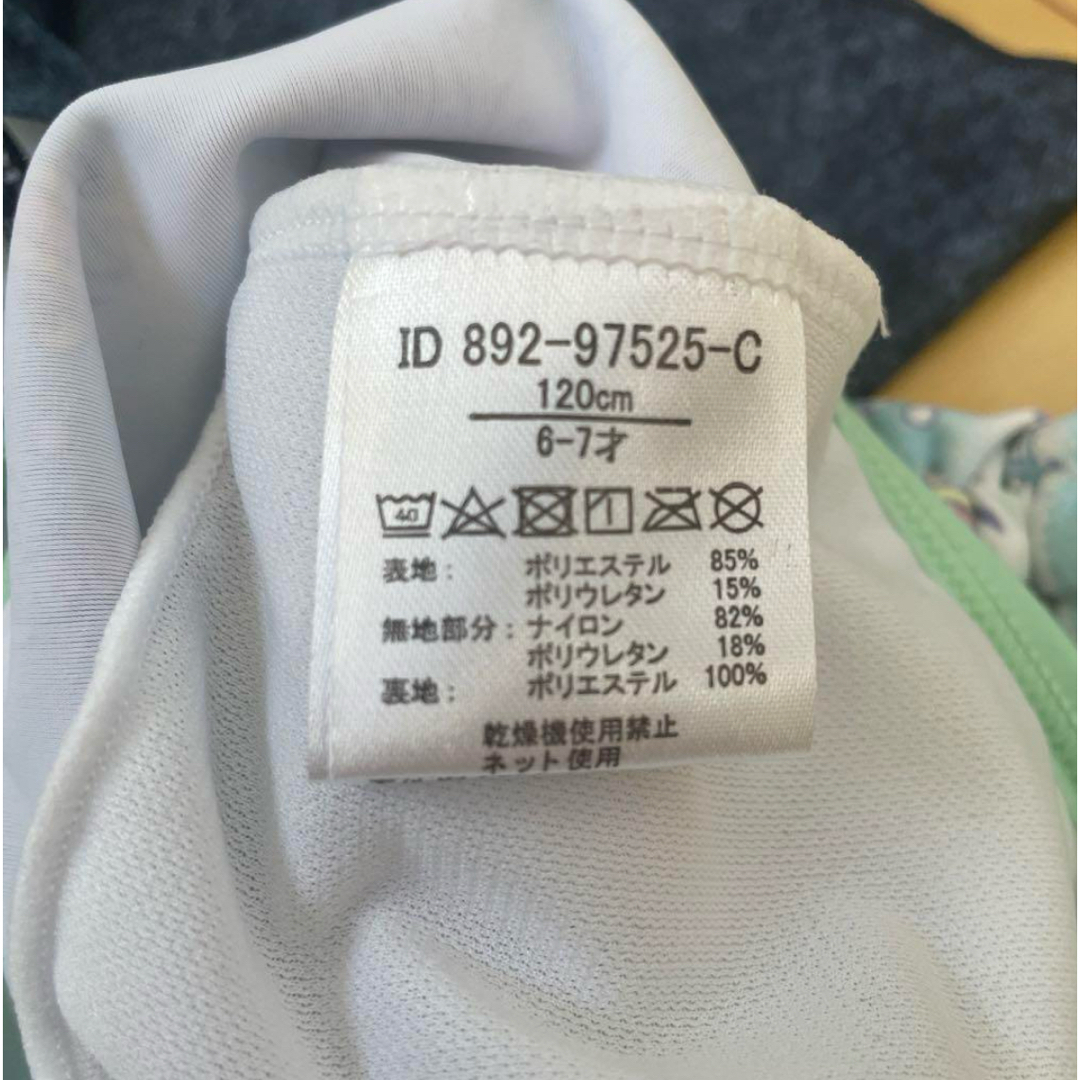 ID 892-97525-C
120cm
6-7才
40
表地: ポリエステル 85%
ポリウレタン 15%
無地部分: ナイロン 82%
ポリウレタン 18%
裏地: ポリエステル 100%
乾燥機使用禁止
ネット使用